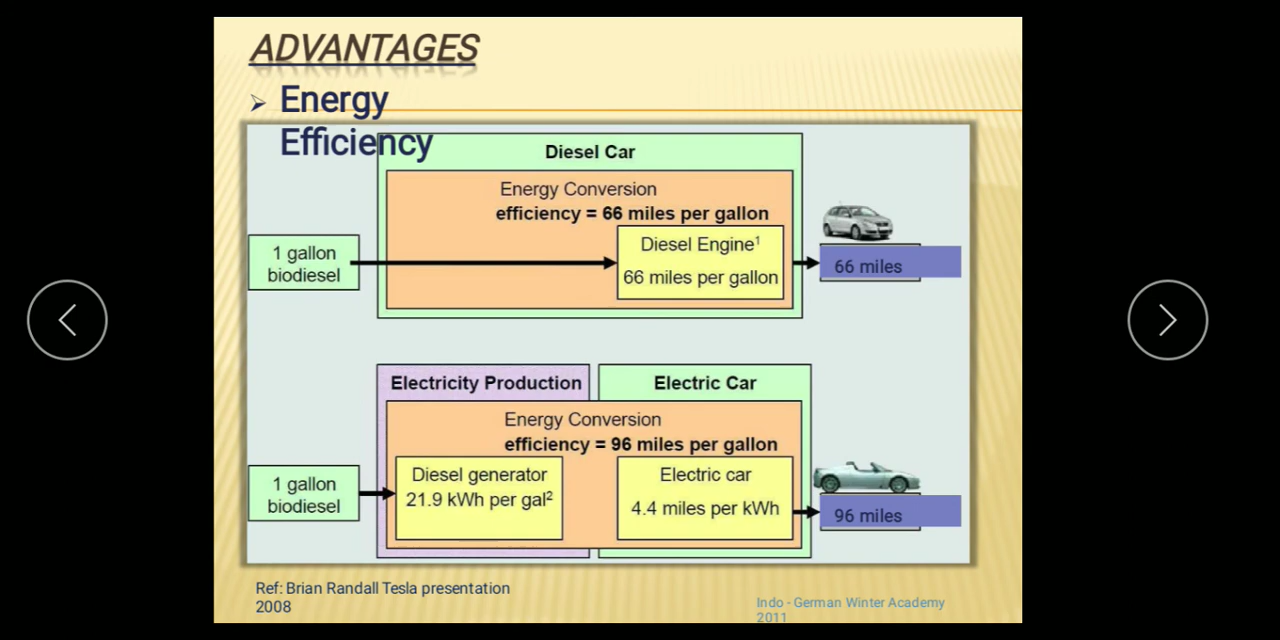 ADVANTAGES
➢ Energy
Efficiency
Diesel Car
Energy Conversion
efficiency = 66 miles per gallon
1 gallon
biodiesel
Diesel Engine¹
66 miles per gallon
66 miles
Electricity Production
Electric Car
Energy Conversion
efficiency = 96 miles per gallon
1 gallon
biodiesel
Diesel generator
21.9 kWh per gal²
Electric car
4.4 miles per kWh
96 miles
Ref: Brian Randall Tesla presentation
2008
Indo - German Winter Academy
2011